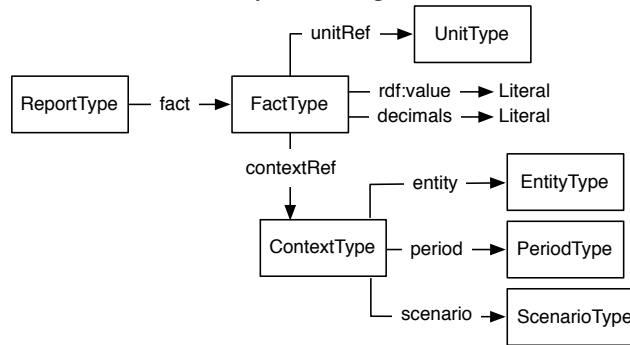 unitRef
UnitType
ReportType
fact
FactType
rdf:value
Literal
decimals
Literal
contextRef
entity
EntityType
ContextType
period
PeriodType
scenario
ScenarioType